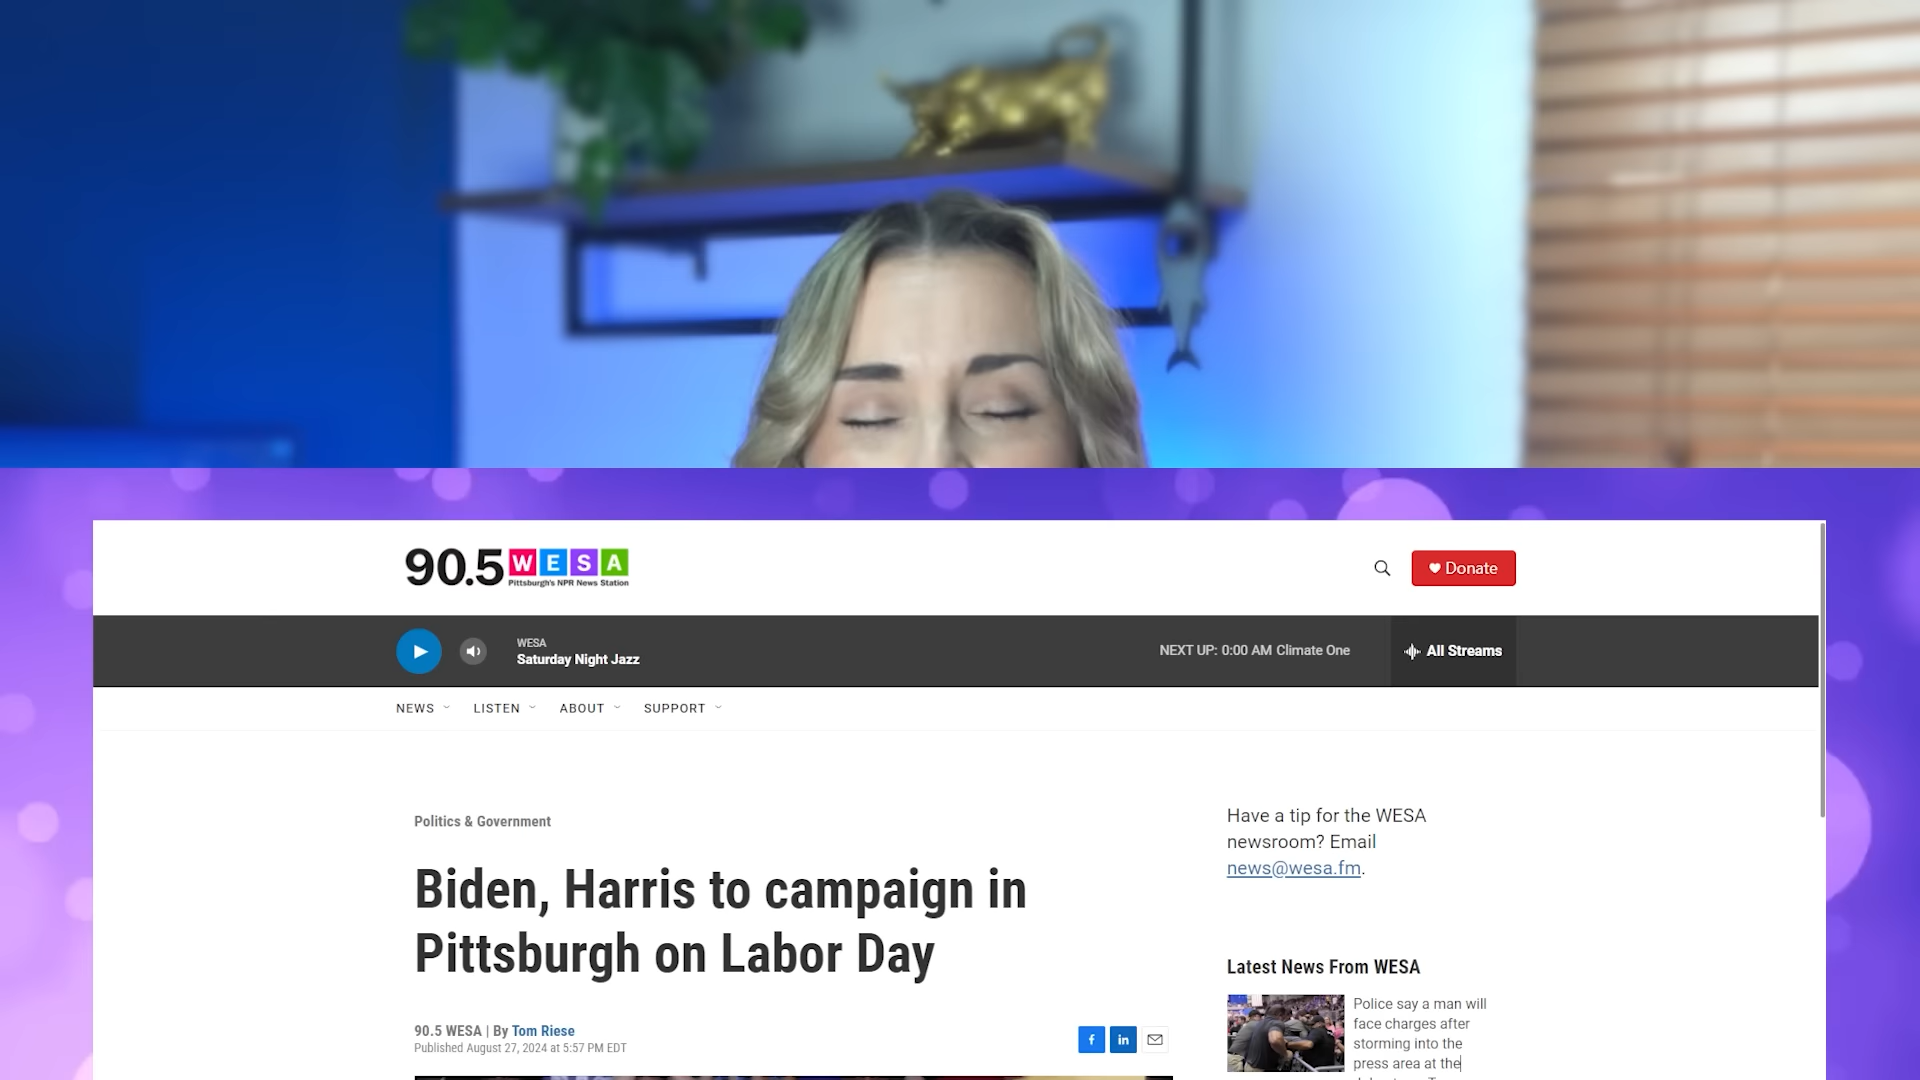 90.5 WESA
Pittsburgh's NPR News Station
Donate
WESA
Saturday Night Jazz
NEXT UP: 0:00 AM Climate One
All Streams
NEWS
LISTEN
ABOUT
SUPPORT
Politics & Government
Biden, Harris to campaign in
Pittsburgh on Labor Day
90.5 WESA | By Tom Riese
Published August 27, 2024 at 5:57 PM EDT
f
in
Have a tip for the WESA
newsroom? Email
news@wesa.fm.
Latest News From WESA
Police say a man will
face charges after
storming into the
press area at the